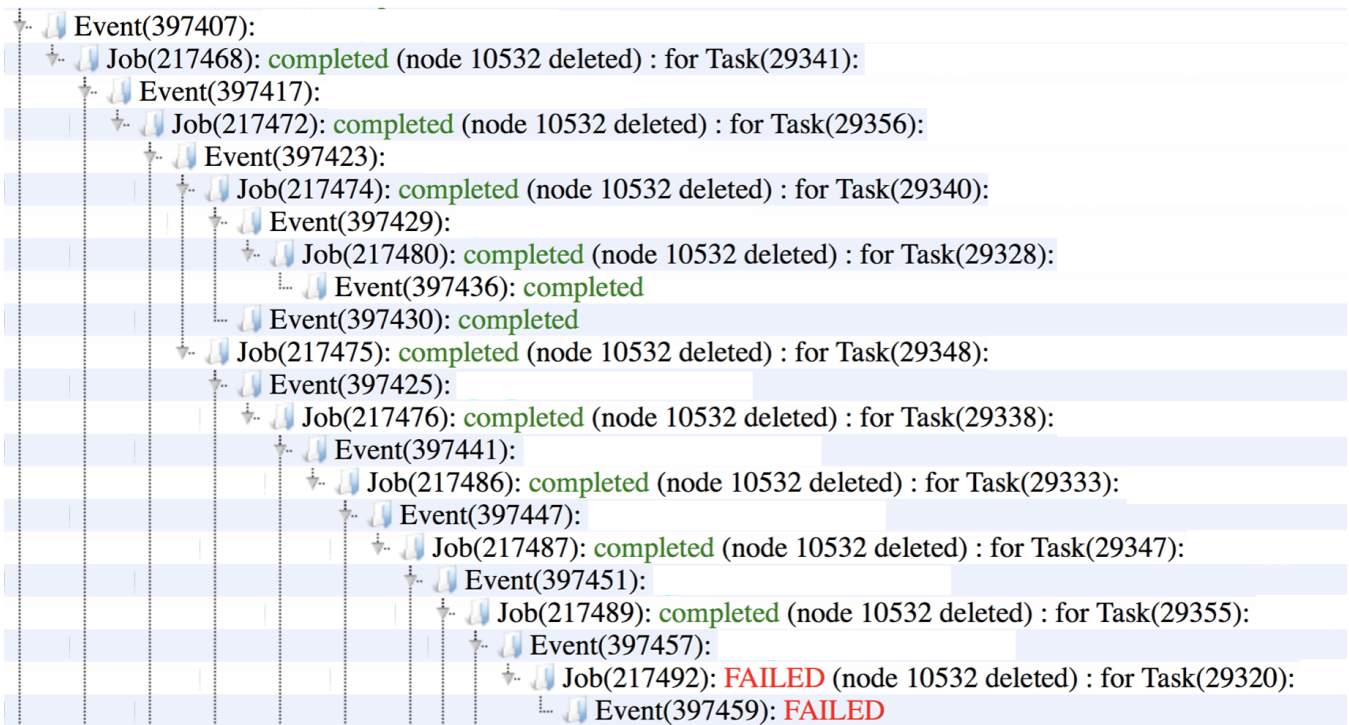 Event(397407):
Job(217468): completed (node 10532 deleted) : for Task(29341):
Event(397417):
Job(217472): completed (node 10532 deleted) : for Task(29356):
Event(397423):
Job(217474): completed (node 10532 deleted) : for Task(29340):
Event(397429):
Job(217480): completed (node 10532 deleted) : for Task(29328):
Event(397436): completed
Event(397430): completed
Job(217475): completed (node 10532 deleted) : for Task(29348):
Event(397425):
Job(217476): completed (node 10532 deleted) : for Task(29338):
Event(397441):
Job(217486): completed (node 10532 deleted) : for Task(29333):
Event(397447):
Job(217487): completed (node 10532 deleted) : for Task(29347):
Event(397451):
Job(217489): completed (node 10532 deleted) : for Task(29355):
Event(397457):
Job(217492): FAILED (node 10532 deleted) : for Task(29320):
Event(397459): FAILED